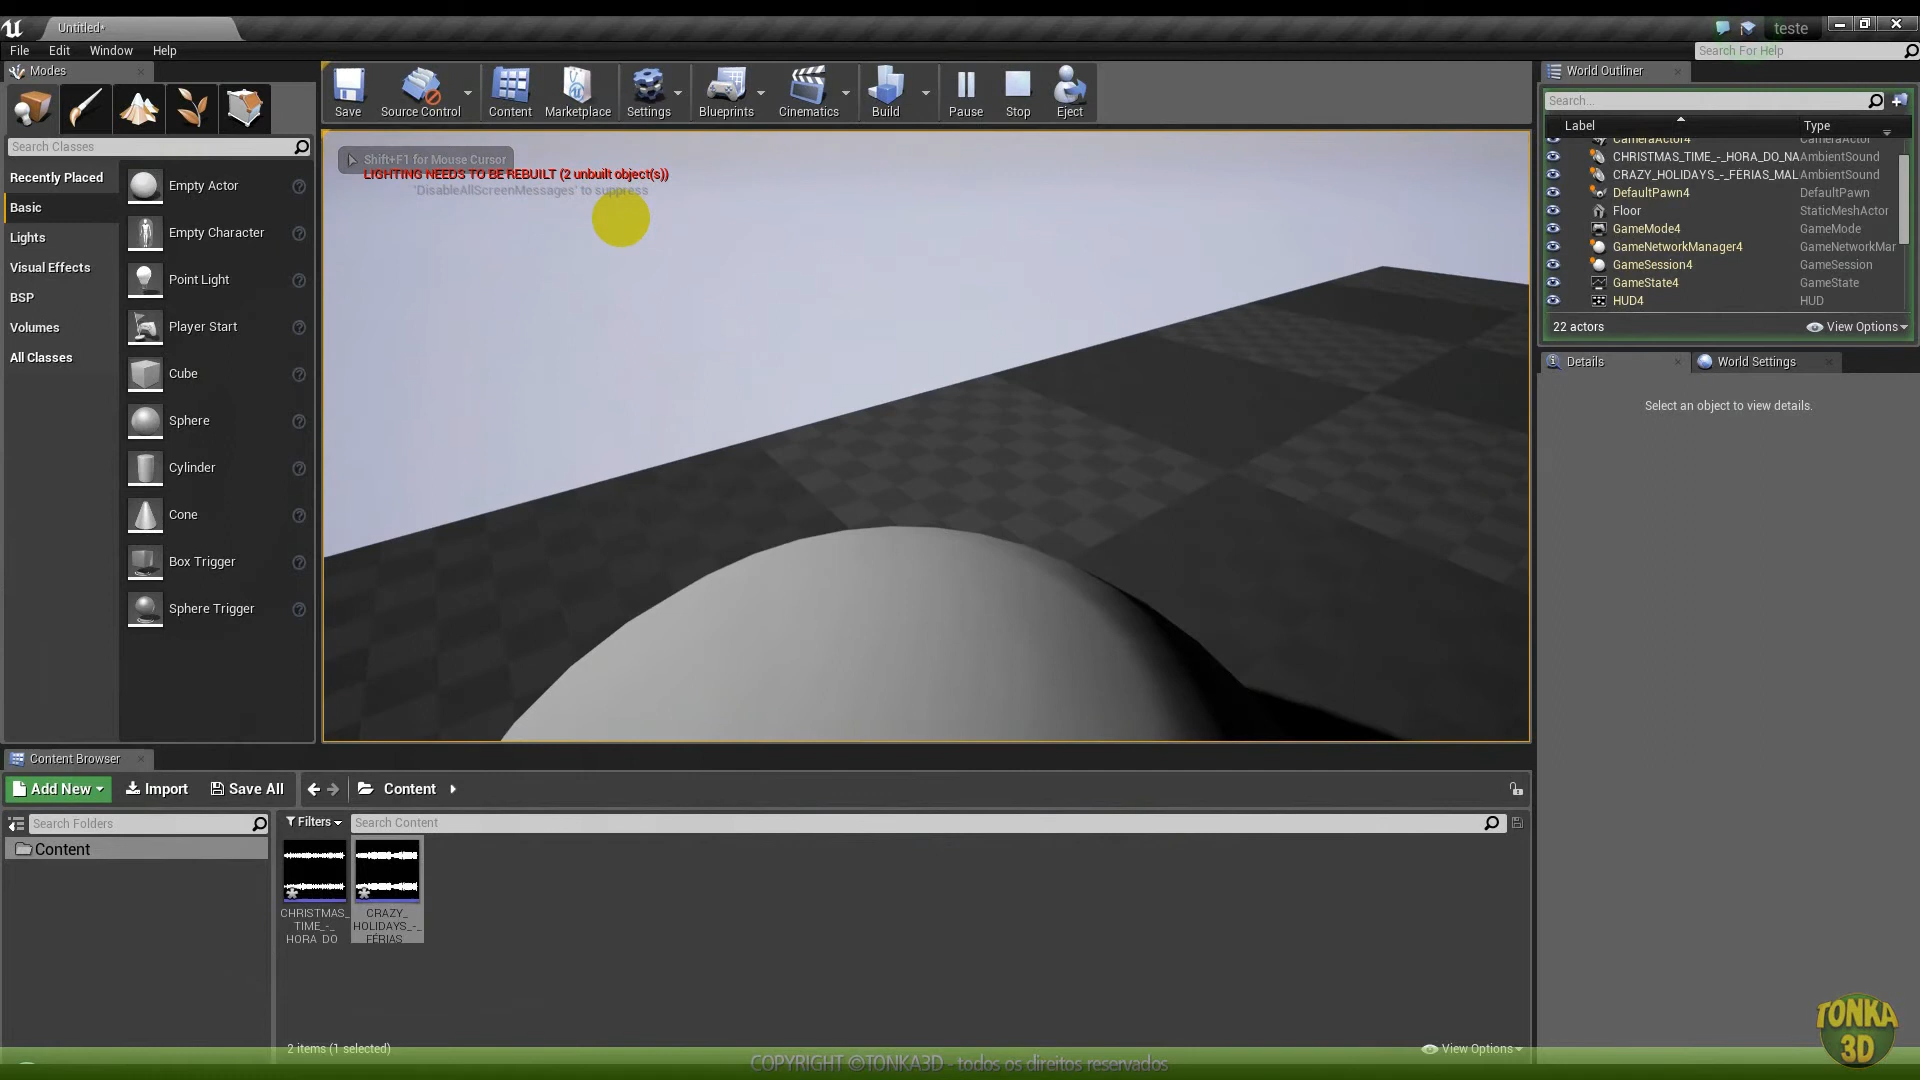 Untitled*
teste
File Edit Window Help
Search For Help
Modes
Search Classes
Recently Placed
Basic
Lights
Visual Effects
BSP
Volumes
All Classes
Empty Actor
Empty Character
Point Light
Player Start
Cube
Sphere
Cylinder
Cone
Box Trigger
Sphere Trigger
Save Source Control Content Marketplace Settings Blueprints Cinematics Build Pause Stop Eject
Shift+F1 for Mouse Cursor
LIGHTING NEEDS TO BE REBUILT (2 unbuilt object(s))
'DisableAllScreenMessages' to suppress
World Outliner
Search...
Label Type
CameraActor4 CameraActor
CHRISTMAS_TIME_-_HORA_DO_NA AmbientSound
CRAZY_HOLIDAYS_-_FÉRIAS_MAL AmbientSound
DefaultPawn4 DefaultPawn
Floor StaticMeshActor
GameMode4 GameMode
GameNetworkManager4 GameNetworkMar
GameSession4 GameSession
GameState4 GameState
HUD4 HUD
22 actors View Options
Details World Settings
Select an object to view details.
Content Browser
Add New Import Save All Content
Search Folders
Content
Filters Search Content
CHRISTMAS_
TIME_-_
HORA_DO
CRAZY_
HOLIDAYS_-_
FÉRIAS
2 items (1 selected) View Options
COPYRIGHT ©TONKA3D - todos os direitos reservados
TONKA
3D